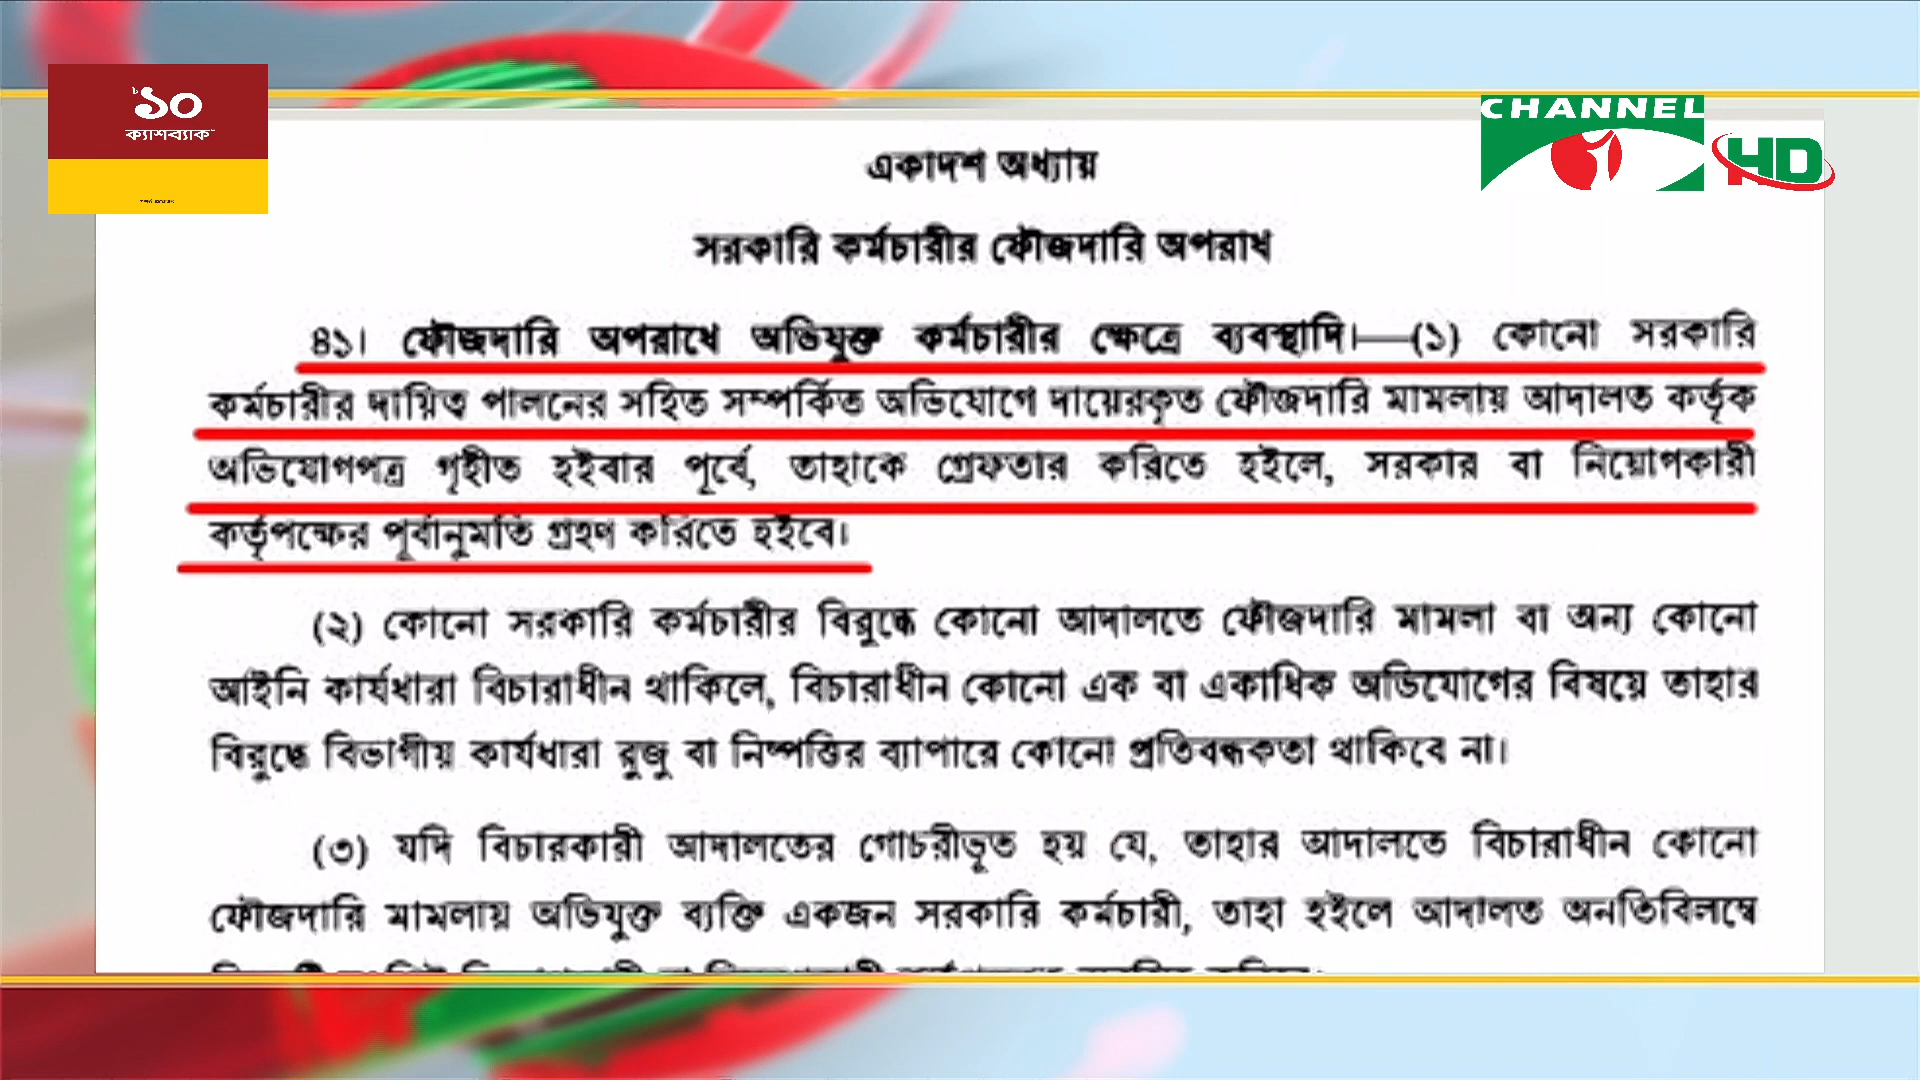 ৳১০
ক্যাশব্যাক
CHANNEL
i
HD
একাদশ অধ্যায়
সরকারি কর্মচারীর ফৌজদারি অপরাধ
৪১। ফৌজদারি অপরাধে অভিযুক্ত কর্মচারীর ক্ষেত্রে ব্যবস্থাদি।—(১) কোনো সরকারি
কর্মচারীর দায়িত্ব পালনের সহিত সম্পর্কিত অভিযোগে দায়েরকৃত ফৌজদারি মামলায় আদালত কর্তৃক
অভিযোগপত্র গৃহীত হইবার পূর্বে, তাহাকে গ্রেফতার করিতে হইলে, সরকার বা নিয়োগকারী
কর্তৃপক্ষের পূর্বানুমতি গ্রহণ করিতে হইবে।
(২) কোনো সরকারি কর্মচারীর বিরুদ্ধে কোনো আদালতে ফৌজদারি মামলা বা অন্য কোনো
আইনি কার্যধারা বিচারাধীন থাকিলে, বিচারাধীন কোনো এক বা একাধিক অভিযোগের বিষয়ে তাহার
বিরুদ্ধে বিভাগীয় কার্যধারা রুজু বা নিষ্পত্তির ব্যাপারে কোনো প্রতিবন্ধকতা থাকিবে না।
(৩) যদি বিচারকারী আদালতের গোচরীভূত হয় যে, তাহার আদালতে বিচারাধীন কোনো
ফৌজদারি মামলায় অভিযুক্ত ব্যক্তি একজন সরকারি কর্মচারী, তাহা হইলে আদালত অনতিবিলম্বে